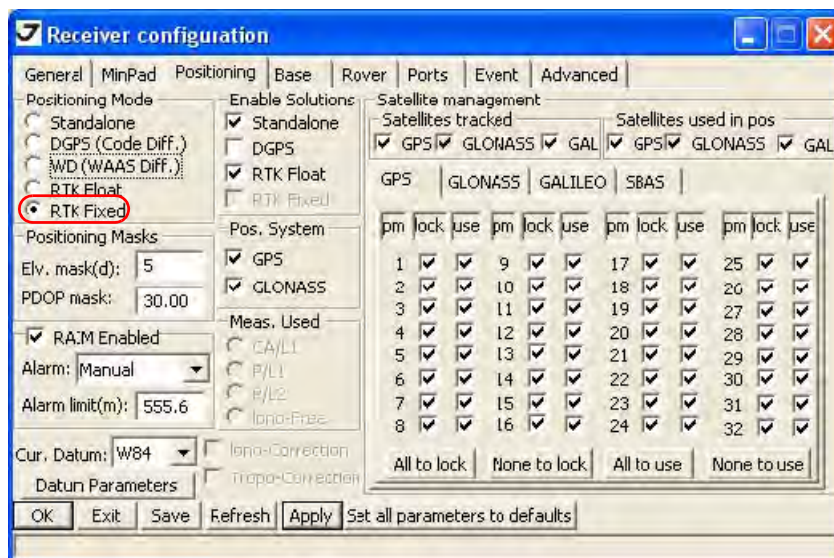 Receiver configuration
General MinPad Positioning Base Rover Ports Event Advanced
Positioning Mode
Standalone
DGPS (Code Diff.)
WD (WAAS Diff.)
RTK Float
RTK Fixed
Positioning Masks
Elv. mask(d): 5
PDOP mask: 30.00
RAIM Enabled
Alarm: Manual
Alarm limit(m): 555.6
Cur. Datum: W84
Datum Parameters
Enable Solutions
Standalone
DGPS
RTK Float
RTK Fixed
Pos. System
GPS
GLONASS
Meas. Used
CA/L1
P/L1
P/L2
Iono-Free
Iono-Correction
Tropo-Correction
Satellite management
Satellites tracked
GPS GLONASS GAL
Satellites used in pos
GPS GLONASS GAL
GPS GLONASS GALILEO SBAS
prn lock use prn lock use prn lock use prn lock use
1 9 17 25
2 10 18 26
3 11 19 27
4 12 20 28
5 13 21 29
6 14 22 30
7 15 23 31
8 16 24 32
All to lock None to lock All to use None to use
OK Exit Save Refresh Apply Set all parameters to defaults